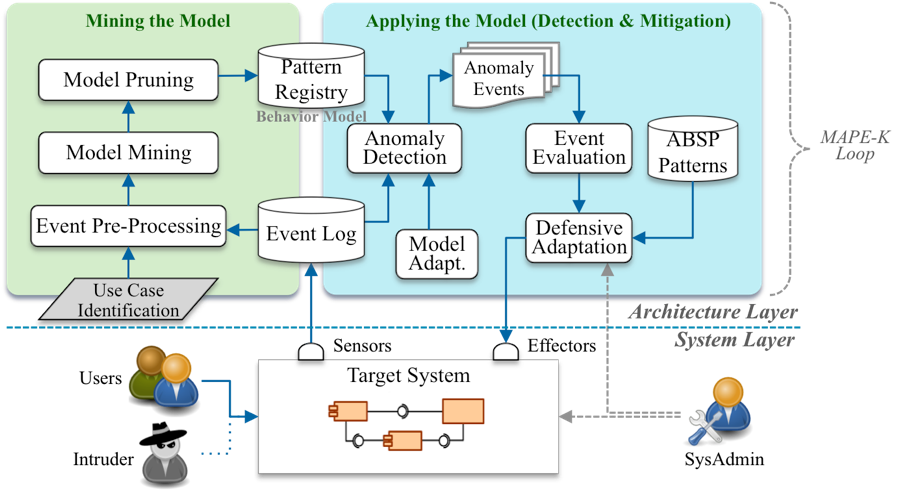 Mining the Model
Applying the Model (Detection & Mitigation)
Model Pruning
Pattern
Registry
Behavior Model
Anomaly
Events
Model Mining
Anomaly
Detection
Event
Evaluation
ABSP
Patterns
MAPE-K
Loop
Event Pre-Processing
Event Log
Model
Adapt.
Defensive
Adaptation
Use Case
Identification
Architecture Layer
System Layer
Sensors
Effectors
Users
Target System
Intruder
SysAdmin